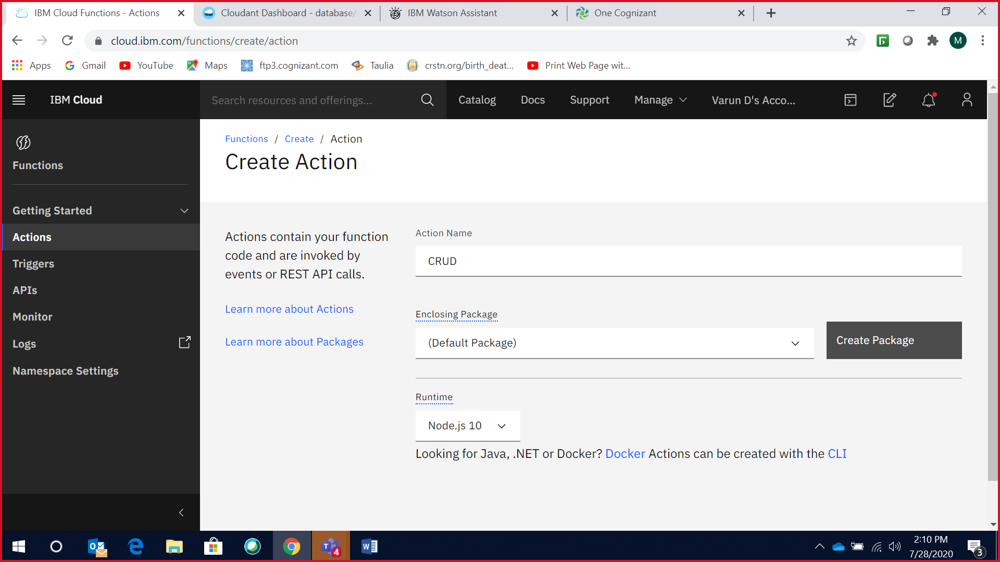 IBM Cloud Functions - Actions
Cloudant Dashboard - database/
IBM Watson Assistant
One Cognizant
cloud.ibm.com/functions/create/action
M
Apps
Gmail
YouTube
Maps
ftp3.cognizant.com
Taulia
crstn.org/birth_deat...
Print Web Page wit...
IBM Cloud
Search resources and offerings...
Catalog
Docs
Support
Manage
Varun D's Acco...
Functions
Getting Started
Actions
Triggers
APIs
Monitor
Logs
Namespace Settings
Functions / Create / Action
Create Action
Actions contain your function
code and are invoked by
events or REST API calls.
Learn more about Actions
Learn more about Packages
Action Name
CRUD
Enclosing Package
(Default Package)
Create Package
Runtime
Node.js 10
Looking for Java, .NET or Docker? Docker Actions can be created with the CLI
4
2:10 PM
7/28/2020
3